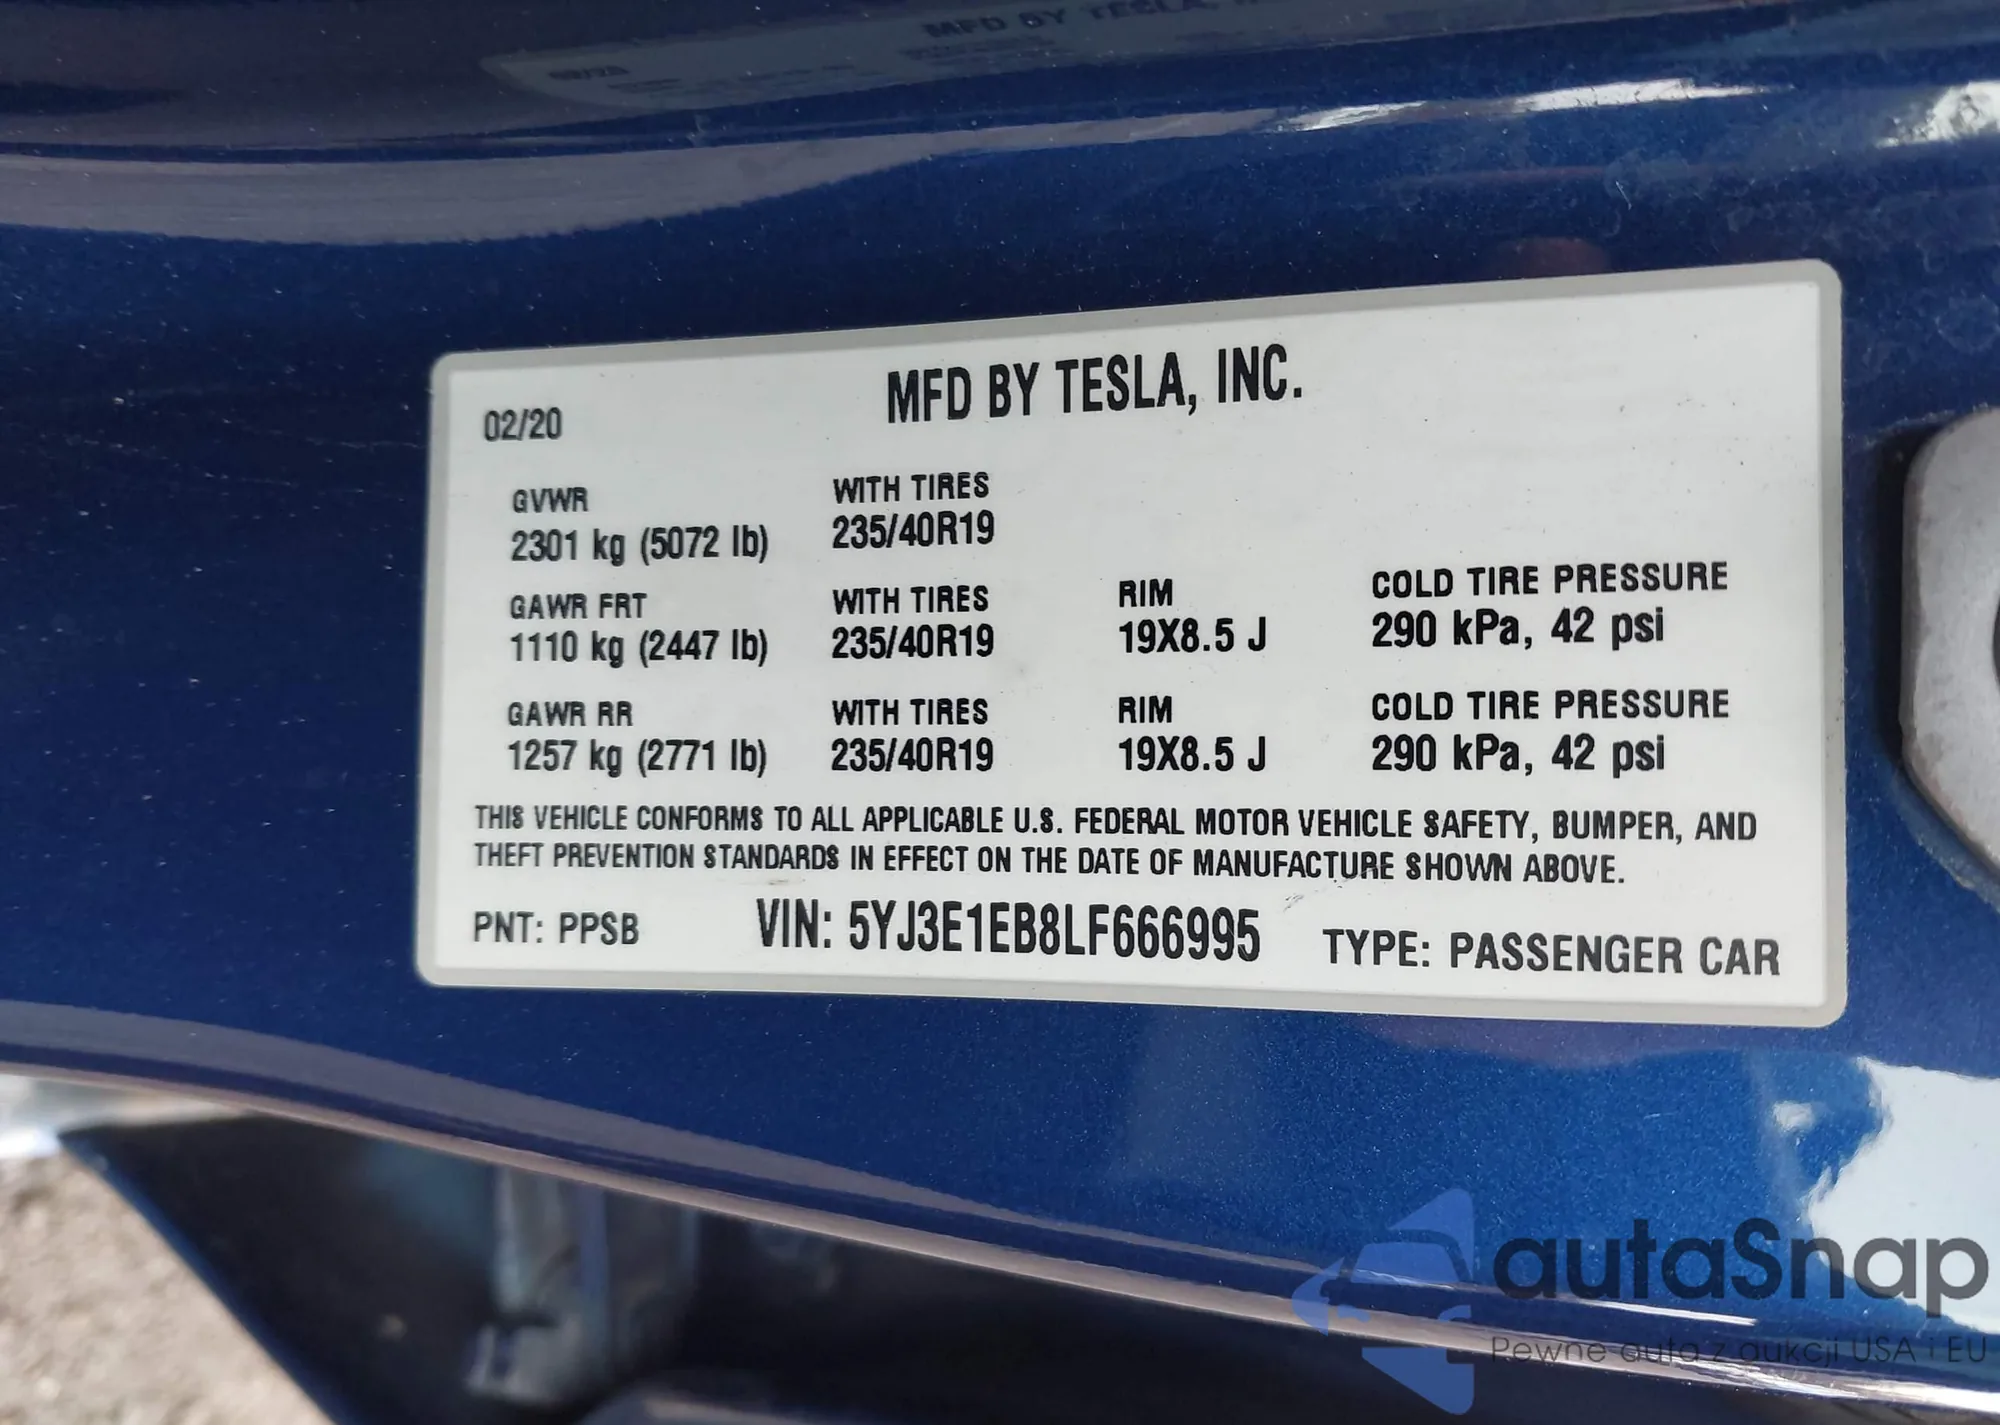 MFD BY TESLA, INC.
02/20
GVWR
2301 kg (5072 lb)
WITH TIRES
235/40R19
GAWR FRT
1110 kg (2447 lb)
WITH TIRES
235/40R19
RIM
19X8.5 J
COLD TIRE PRESSURE
290 kPa, 42 psi
GAWR RR
1257 kg (2771 lb)
WITH TIRES
235/40R19
RIM
19X8.5 J
COLD TIRE PRESSURE
290 kPa, 42 psi
THIS VEHICLE CONFORMS TO ALL APPLICABLE U.S. FEDERAL MOTOR VEHICLE SAFETY, BUMPER, AND
THEFT PREVENTION STANDARDS IN EFFECT ON THE DATE OF MANUFACTURE SHOWN ABOVE.
PNT: PPSB
VIN: 5YJ3E1EB8LF666995
TYPE: PASSENGER CAR
autaSnap
Pewne auta z aukcji USA i EU